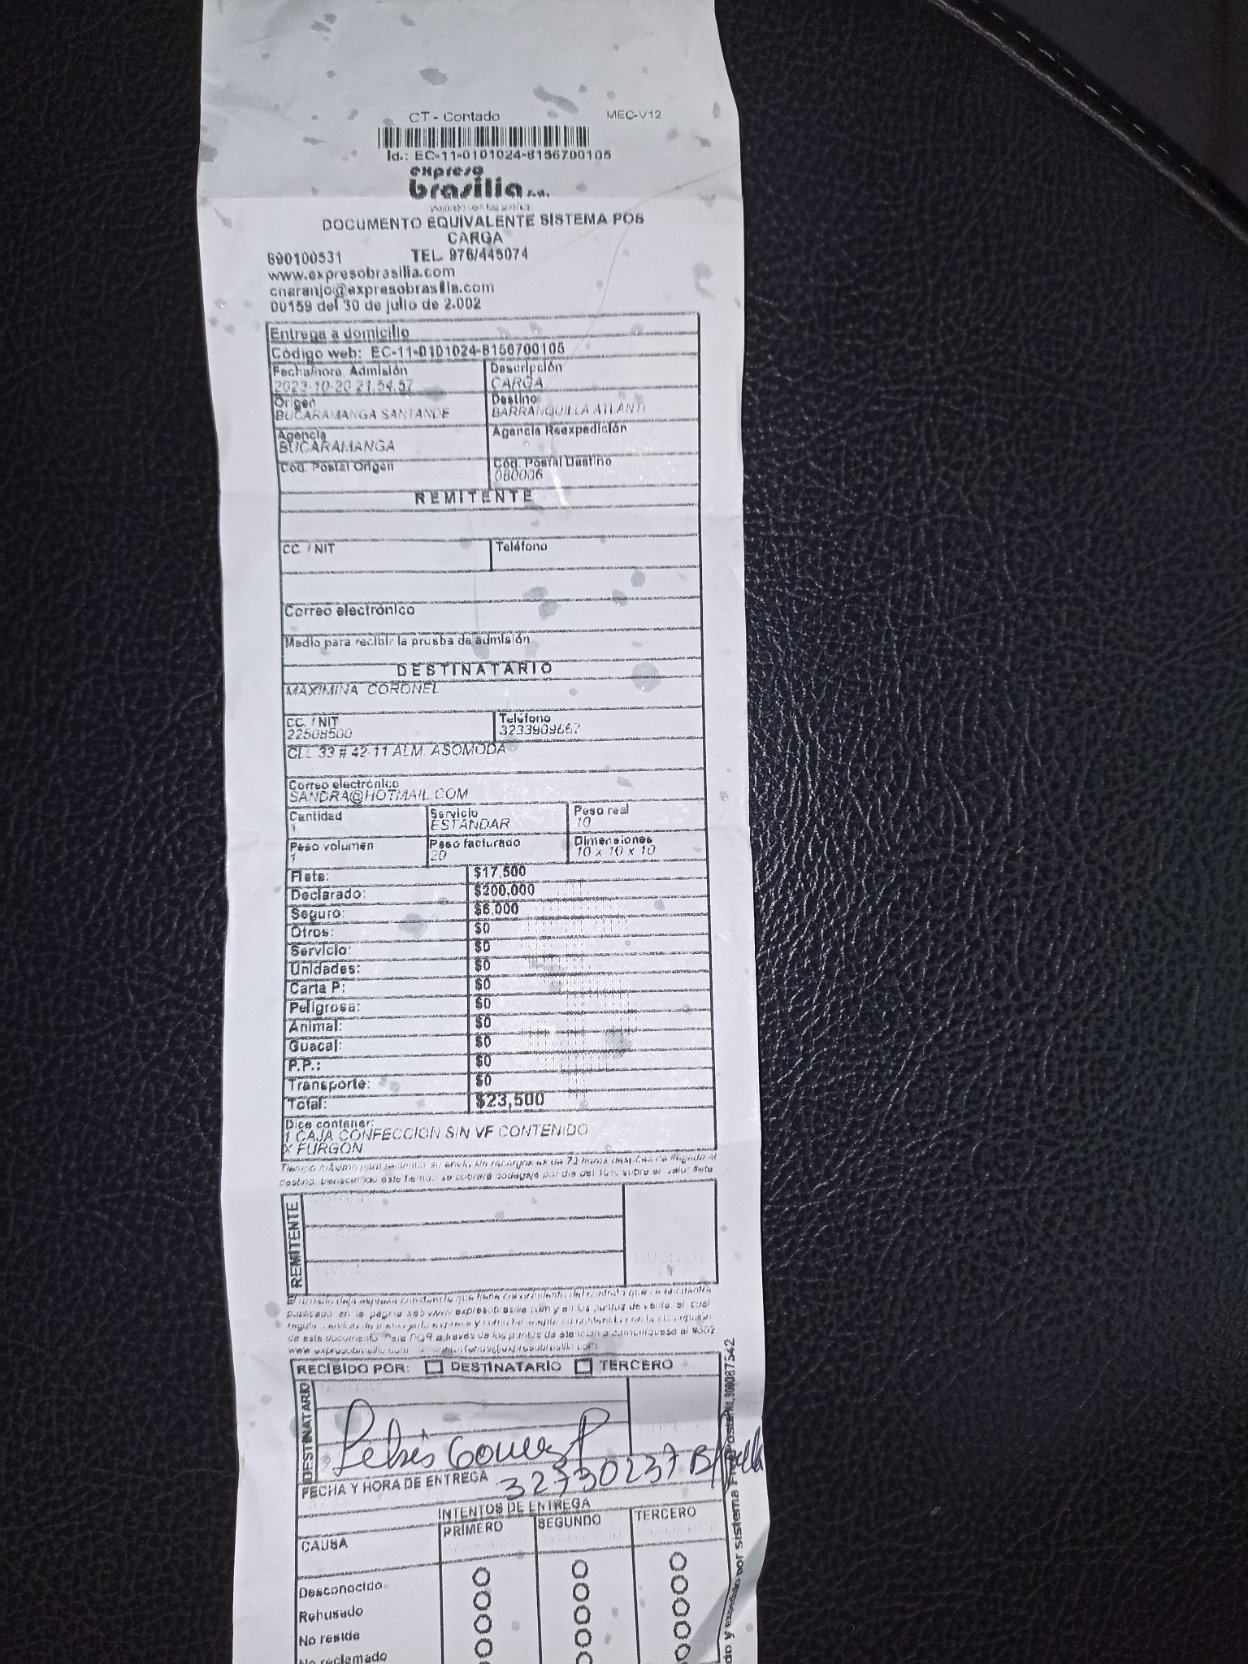 CT - Contado MEC-V12
Id.: EC-11-0101024-8156700105
expreso
brasilia s.a.
DOCUMENTO EQUIVALENTE SISTEMA POS
CARGA
890100531 TEL. 976/445074
www.expresobrasilia.com
cnaranjo@expresobrasilia.com
00159 del 30 de julio de 2.002
Entrega a domicilio
Código web: EC-11-0101024-8156700105
Fecha/hora. Admisión Descripción
2023-10-20 21.54.57 CARGA
Origen Destino
BUCARAMANGA SANTANDE BARRANQUILLA ATLANTI
Agencia Agencia Reexpedición
BUCARAMANGA
Cod. Postal Origen Cód. Postal Destino
080006
REMITENTE
CC. / NIT Teléfono
Correo electrónico
Medio para recibir la prueba de admisión
DESTINATARIO
MAXIMINA CORONEL
CC. / NIT Teléfono
22508500 3233909667
CLL 33 # 42-11 ALM. ASOMODA
Correo electrónico
SANDRA@HOTMAIL.COM
Cantidad Servicio Peso real
1 ESTANDAR 10
Peso volumen Peso facturado Dimensiones
1 20 10 x 10 x 10
Flete: $17,500
Declarado: $200,000
Seguro: $6,000
Otros: $0
Servicio: $0
Unidades: $0
Carta P: $0
Peligrosa: $0
Animal: $0
Guacal: $0
P.P.: $0
Transporte: $0
Total: $23,500
Dice contener:
1 CAJA CONFECCION SIN VF CONTENIDO
X FURGON
REMITENTE
RECIBIDO POR: DESTINATARIO TERCERO
DESTINATARIO
Gomez P
FECHA Y HORA DE ENTREGA 32730237 B/quilla
INTENTOS DE ENTREGA
CAUSA PRIMERO SEGUNDO TERCERO
Desconocido
Rehusado
No reside
No reclamado